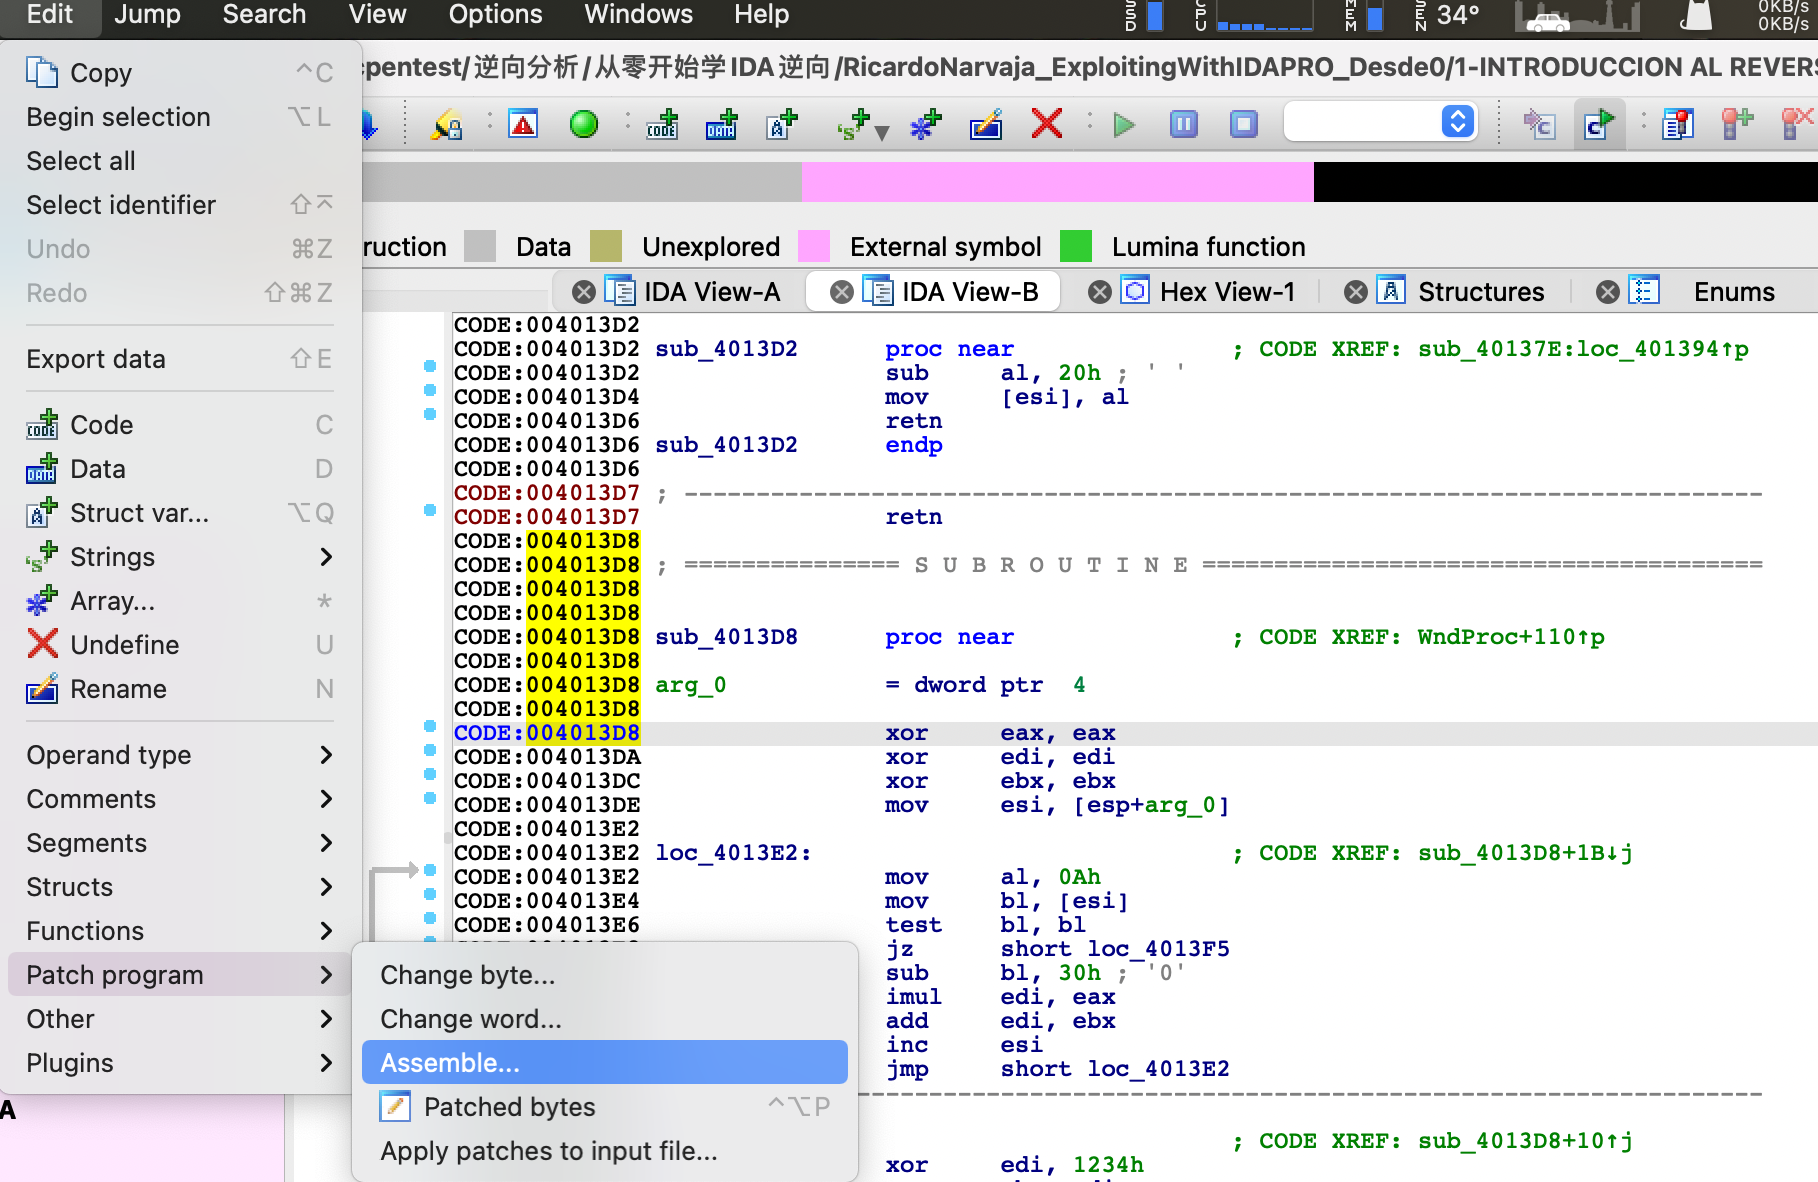 Edit Jump Search View Options Windows Help SSD CPU MEM SEN 34° 0KB/s
0KB/s
pentest/逆向分析/从零开始学IDA逆向/RicardoNarvaja_ExploitingWithIDAPRO_Desde0/1-INTRODUCCION AL REVERS
Copy ^C
Begin selection ⌥L
Select all
Select identifier ⇧⌅
Undo ⌘Z
Redo ⇧⌘Z
Export data ⇧E
Code C
Data D
Struct var... ⌥Q
Strings
Array... *
Undefine U
Rename N
Operand type
Comments
Segments
Structs
Functions
Patch program
Other
Plugins
Change byte...
Change word...
Assemble...
Patched bytes ^⌥P
Apply patches to input file...
ruction Data Unexplored External symbol Lumina function
IDA View-A IDA View-B Hex View-1 Structures Enums
CODE:004013D2
CODE:004013D2 sub_4013D2 proc near ; CODE XREF: sub_40137E:loc_401394↑p
CODE:004013D2 sub al, 20h ; ' '
CODE:004013D4 mov [esi], al
CODE:004013D6 retn
CODE:004013D6 sub_4013D2 endp
CODE:004013D6
CODE:004013D7 ; ---------------------------------------------------------------------------
CODE:004013D7 retn
CODE:004013D8
CODE:004013D8 ; =============== S U B R O U T I N E =======================================
CODE:004013D8
CODE:004013D8
CODE:004013D8 sub_4013D8 proc near ; CODE XREF: WndProc+110↑p
CODE:004013D8
CODE:004013D8 arg_0 = dword ptr 4
CODE:004013D8
CODE:004013D8 xor eax, eax
CODE:004013DA xor edi, edi
CODE:004013DC xor ebx, ebx
CODE:004013DE mov esi, [esp+arg_0]
CODE:004013E2
CODE:004013E2 loc_4013E2: ; CODE XREF: sub_4013D8+1B↓j
CODE:004013E2 mov al, 0Ah
CODE:004013E4 mov bl, [esi]
CODE:004013E6 test bl, bl
jz short loc_4013F5
sub bl, 30h ; '0'
imul edi, eax
add edi, ebx
inc esi
jmp short loc_4013E2
---------------------------------------------------------------
; CODE XREF: sub_4013D8+10↑j
xor edi, 1234h
A